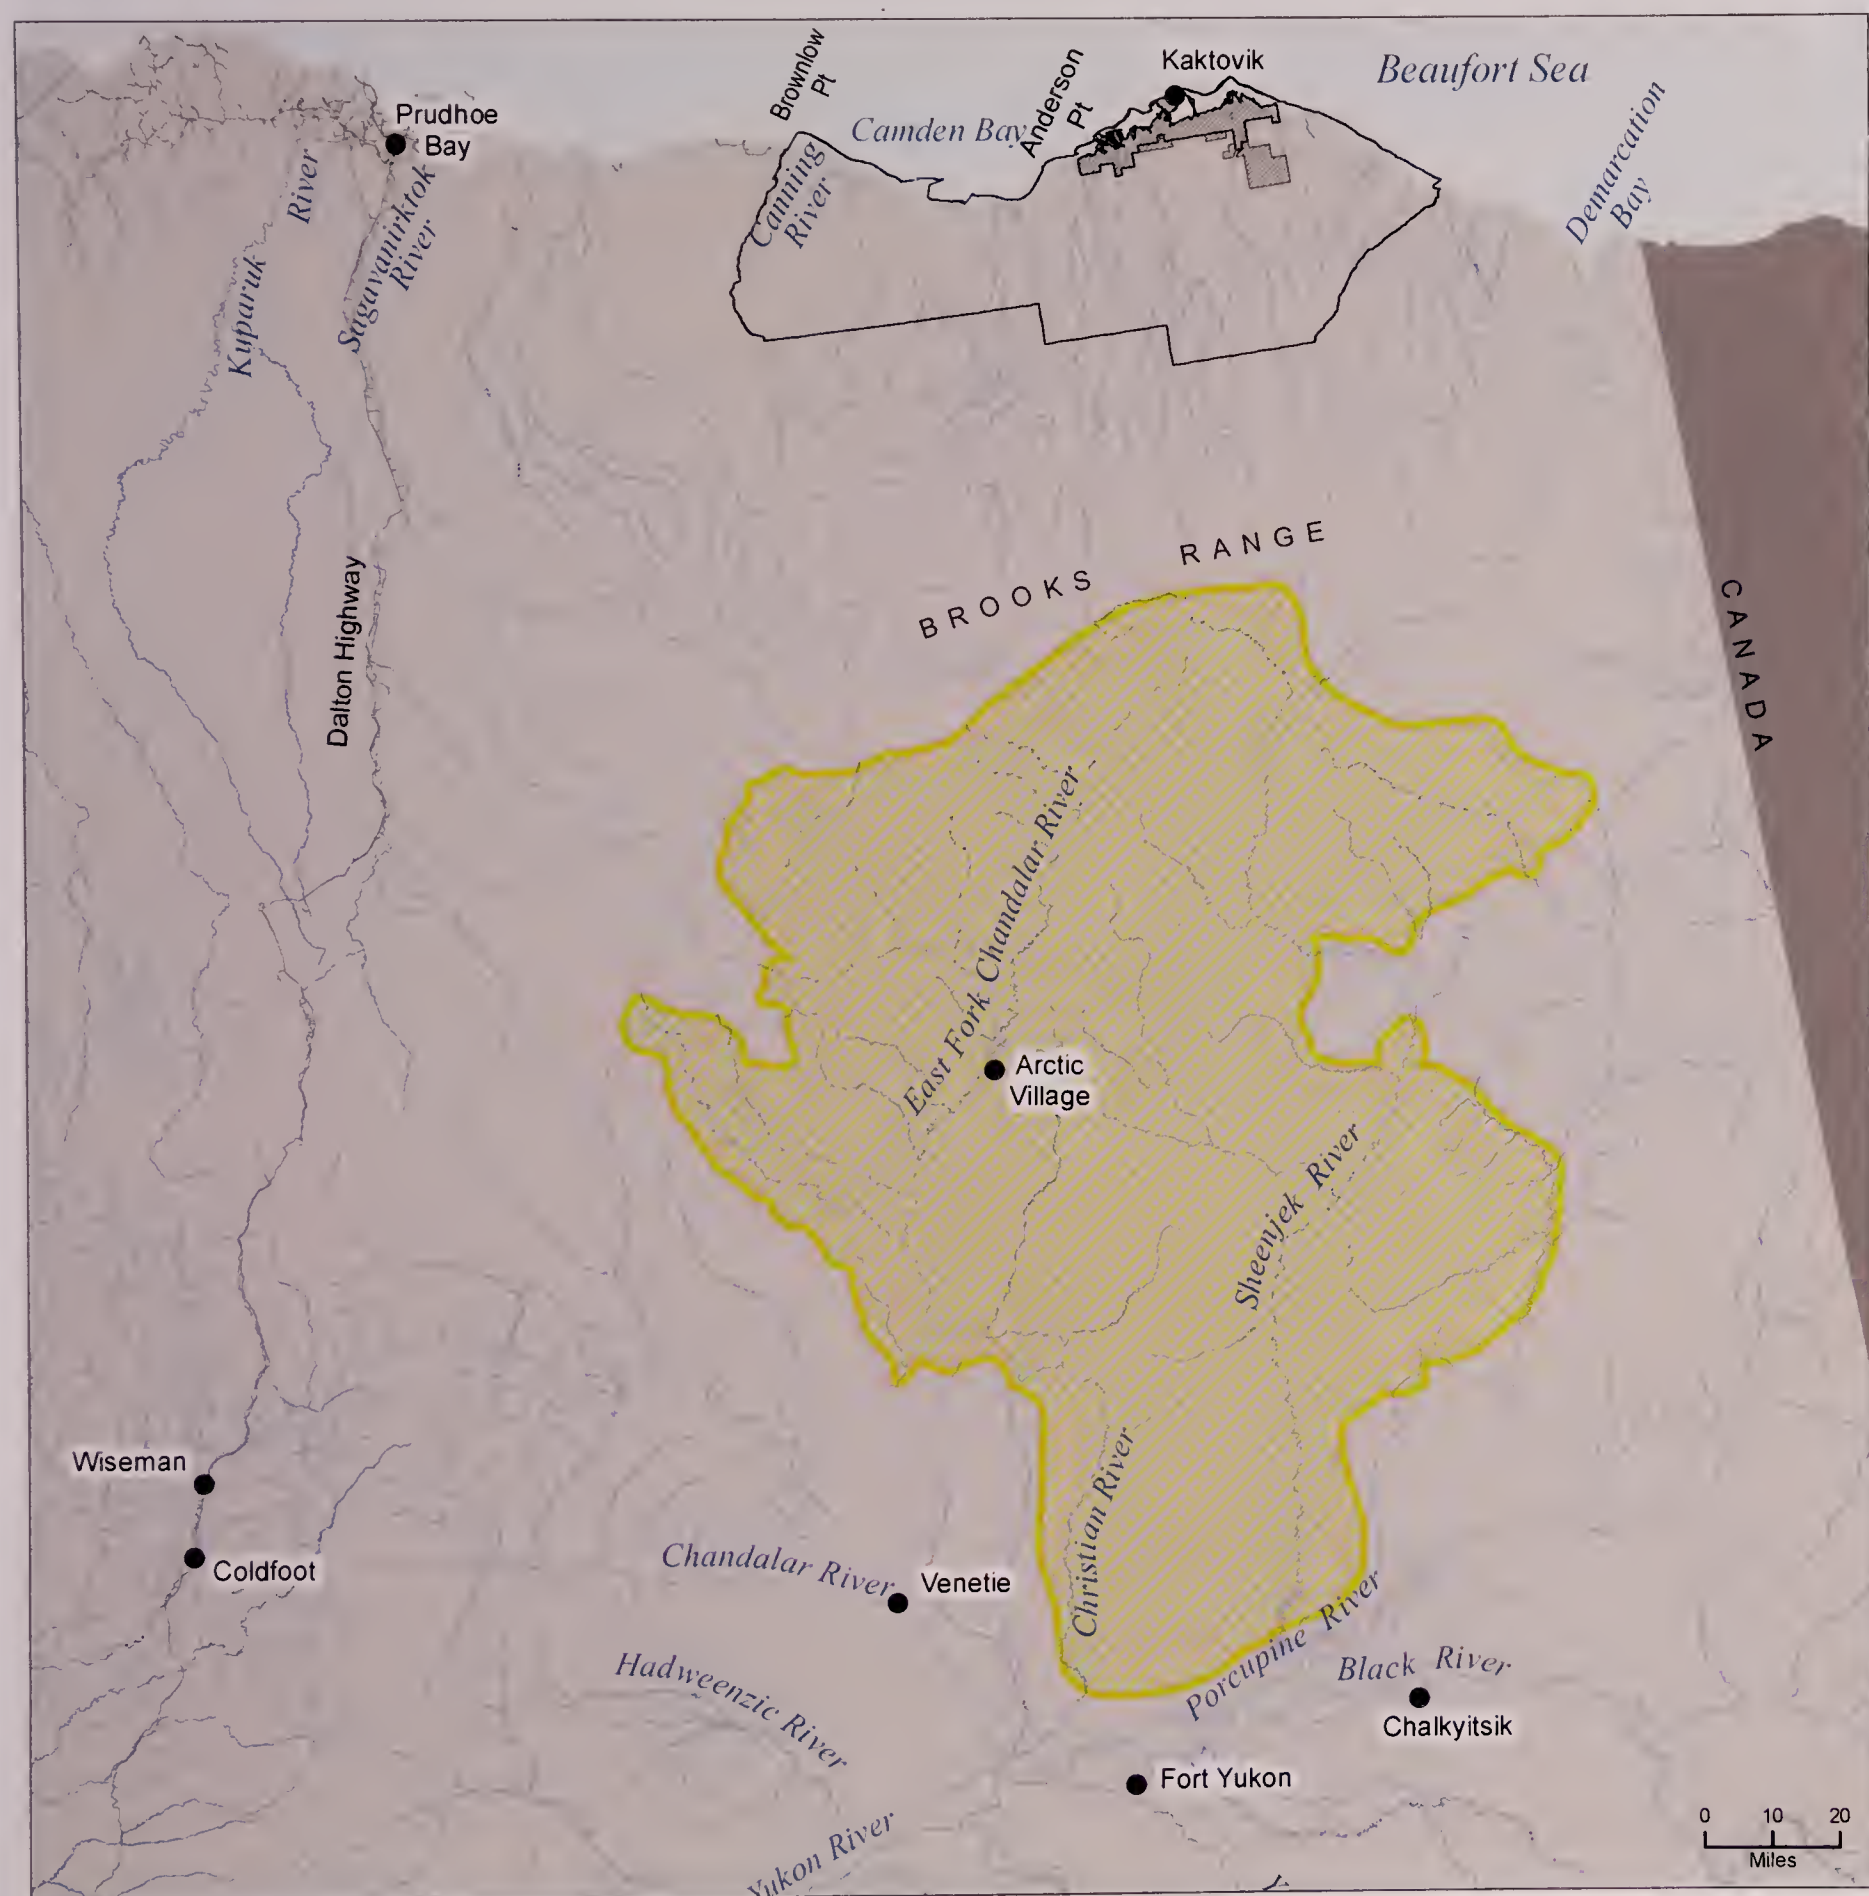 Kaktovik
Beaufort Sea
Brownlow
Pt
Anderson
Pt
Camden Bay
Prudhoe
Bay
Canning
River
Demarcation
Bay
Kuparuk River
Sagavanirktok
River
BROOKS RANGE
CANADA
Dalton Highway
East Fork Chandalar River
Arctic
Village
Sheenjek River
Wiseman
Coldfoot
Christian River
Chandalar River
Venetie
Porcupine River
Black River
Chalkyitsik
Hadweenzic River
Fort Yukon
Yukon River
0 10 20
Miles